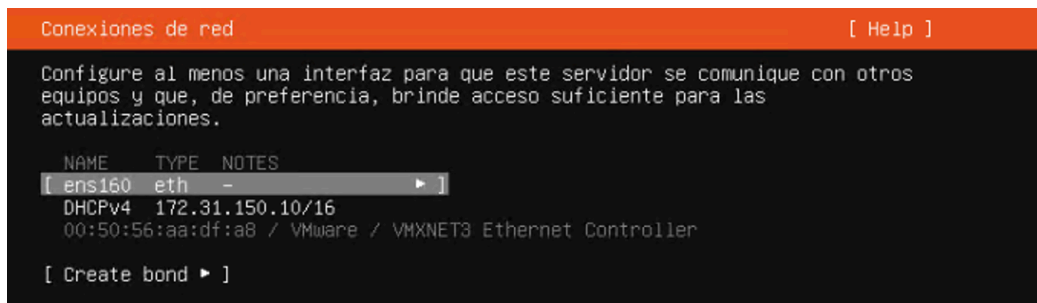 Conexiones de red [ Help ]
Configure al menos una interfaz para que este servidor se comunique con otros
equipos y que, de preferencia, brinde acceso suficiente para las
actualizaciones.
NAME TYPE NOTES
[ ens160 eth - ▸ ]
DHCPv4 172.31.150.10/16
00:50:56:aa:df:a8 / VMware / VMXNET3 Ethernet Controller
[ Create bond ▸ ]